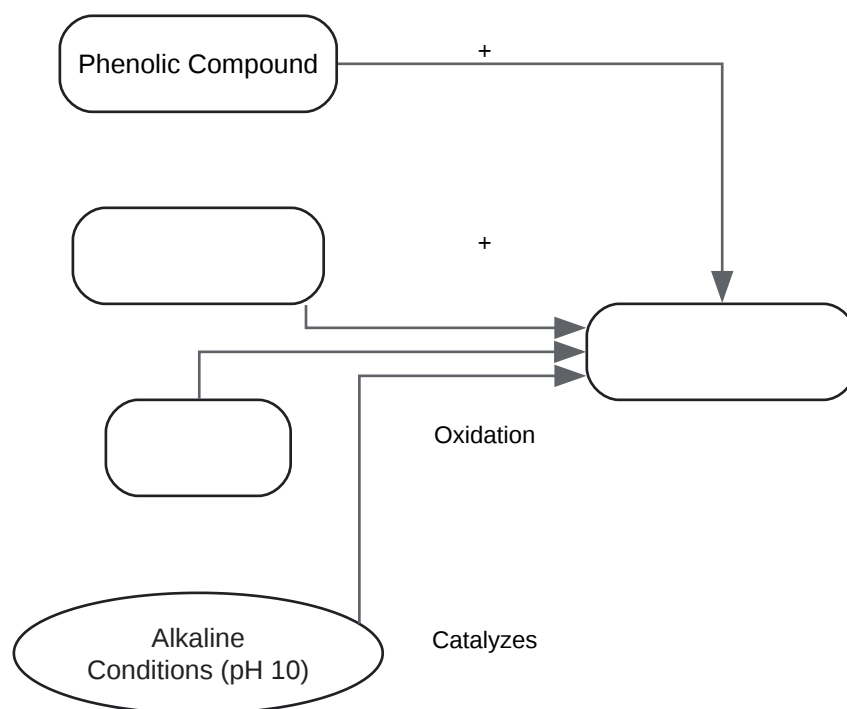 Phenolic Compound
+
+
Oxidation
Alkaline
Conditions (pH 10)
Catalyzes